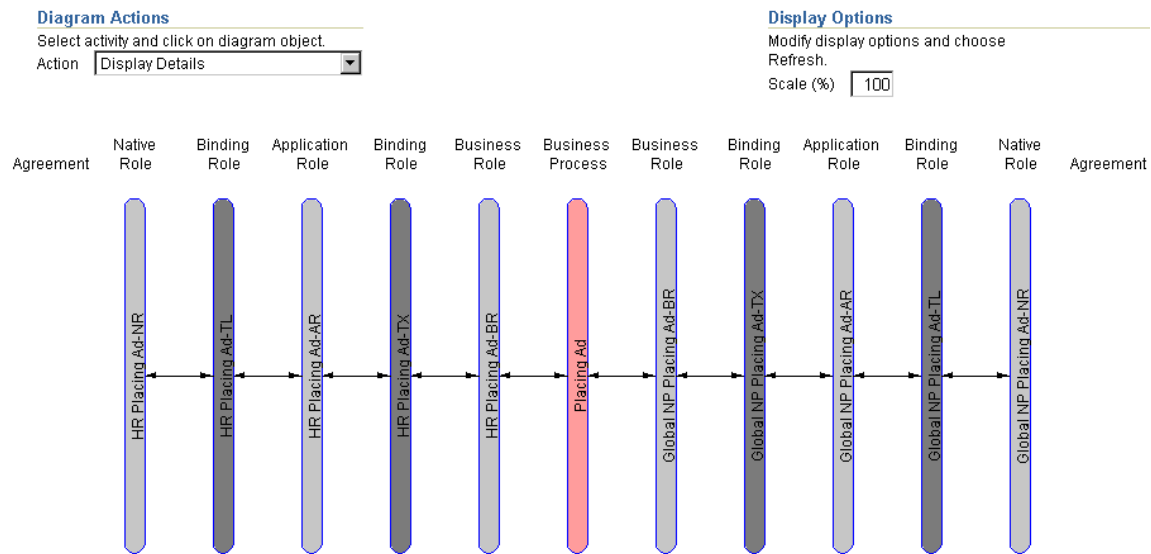 Diagram Actions
Select activity and click on diagram object.
Action Display Details
Display Options
Modify display options and choose
Refresh.
Scale (%) 100
Agreement
Native
Role
Binding
Role
Application
Role
Binding
Role
Business
Role
Business
Process
Business
Role
Binding
Role
Application
Role
Binding
Role
Native
Role
Agreement
HR Placing Ad-NR
HR Placing Ad-TL
HR Placing Ad-AR
HR Placing Ad-TX
HR Placing Ad-BR
Placing Ad
Global NP Placing Ad-BR
Global NP Placing Ad-TX
Global NP Placing Ad-AR
Global NP Placing Ad-TL
Global NP Placing Ad-NR